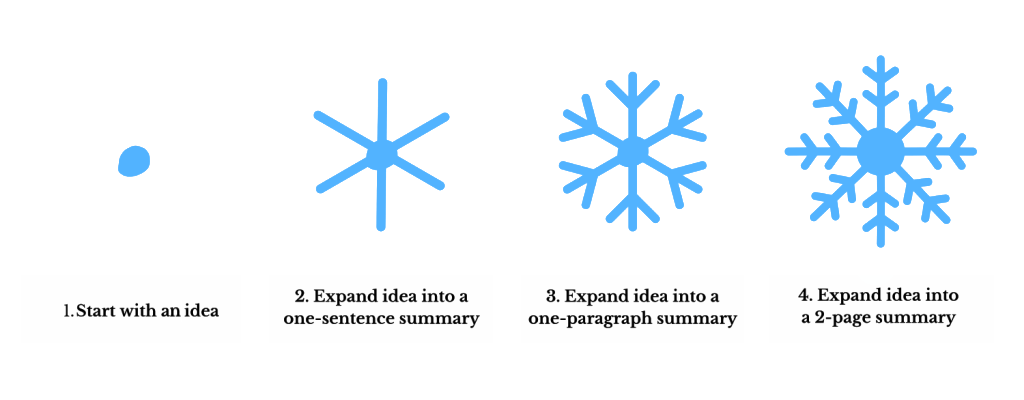 1. Start with an idea
2. Expand idea into a
one-sentence summary
3. Expand idea into a
one-paragraph summary
4. Expand idea into
a 2-page summary